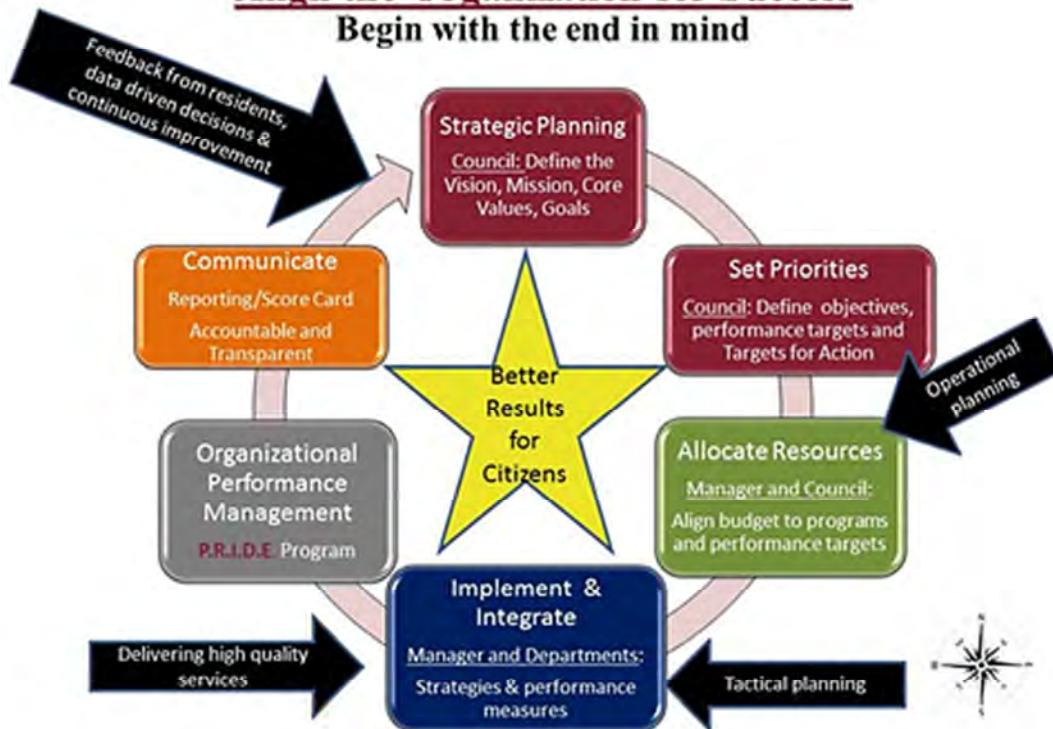 Begin with the end in mind
Feedback from residents,
data driven decisions &
continuous improvement
Strategic Planning
Council: Define the
Vision, Mission, Core
Values, Goals
Communicate
Reporting/Score Card
Accountable and
Transparent
Set Priorities
Council: Define objectives,
performance targets and
Targets for Action
Operational
planning
Better
Results
for
Citizens
Organizational
Performance
Management
P.R.I.D.E. Program
Allocate Resources
Manager and Council:
Align budget to programs
and performance targets
Implement &
Integrate
Manager and Departments:
Strategies & performance
measures
Delivering high quality
services
Tactical planning